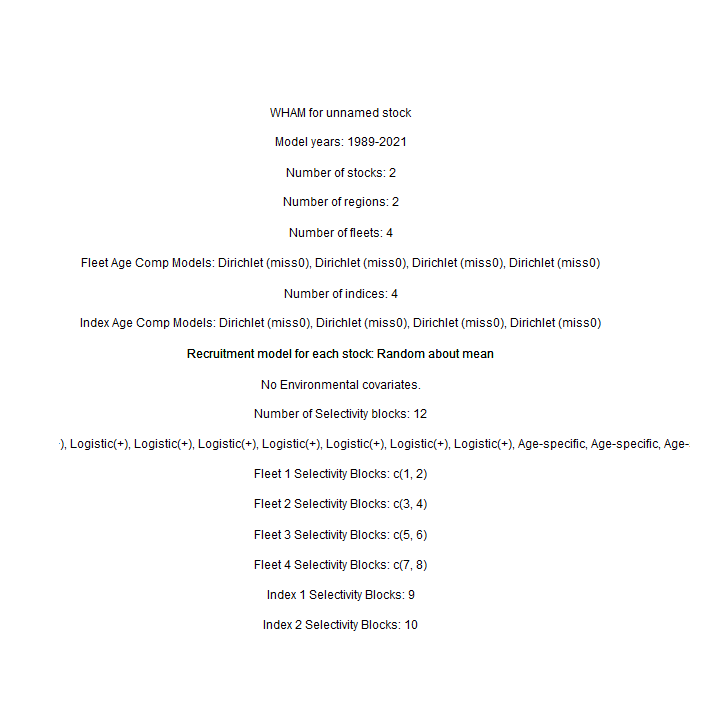 WHAM for unnamed stock
Model years: 1989-2021
Number of stocks: 2
Number of regions: 2
Number of fleets: 4
Fleet Age Comp Models: Dirichlet (miss0), Dirichlet (miss0), Dirichlet (miss0), Dirichlet (miss0)
Number of indices: 4
Index Age Comp Models: Dirichlet (miss0), Dirichlet (miss0), Dirichlet (miss0), Dirichlet (miss0)
Recruitment model for each stock: Random about mean
No Environmental covariates.
Number of Selectivity blocks: 12
), Logistic(+), Logistic(+), Logistic(+), Logistic(+), Logistic(+), Logistic(+), Logistic(+), Age-specific, Age-specific, Age-
Fleet 1 Selectivity Blocks: c(1, 2)
Fleet 2 Selectivity Blocks: c(3, 4)
Fleet 3 Selectivity Blocks: c(5, 6)
Fleet 4 Selectivity Blocks: c(7, 8)
Index 1 Selectivity Blocks: 9
Index 2 Selectivity Blocks: 10